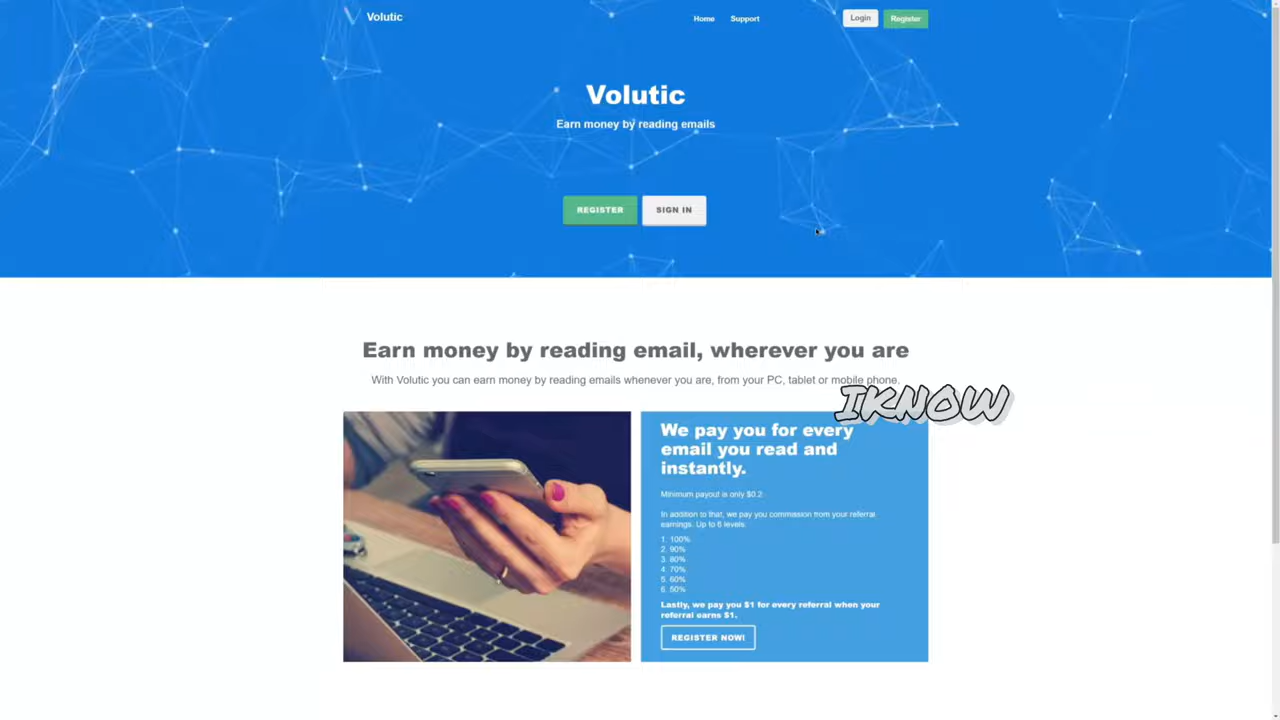 Volutic
Home
Support
Login
Register
Volutic
Earn money by reading emails
REGISTER
SIGN IN
Earn money by reading email, wherever you are
With Volutic you can earn money by reading emails whenever you are, from your PC, tablet or mobile phone.
IKNOW
We pay you for every
email you read and
instantly.
Minimum payout is only $0.2
In addition to that, we pay you commission from your referral
earnings. Up to 6 levels:
1. 100%
2. 90%
3. 80%
4. 70%
5. 60%
6. 50%
Lastly, we pay you $1 for every referral when your
referral earns $1.
REGISTER NOW!